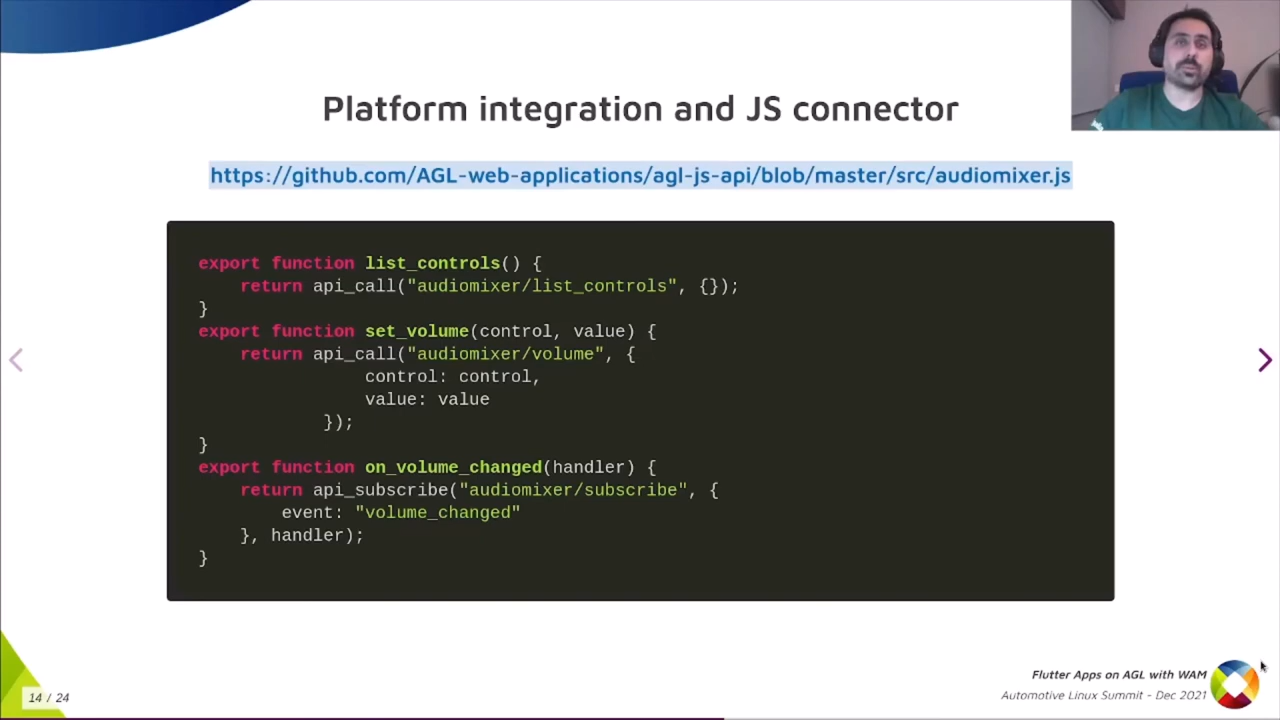 Platform integration and JS connector
https://github.com/AGL-web-applications/agl-js-api/blob/master/src/audiomixer.js
export function list_controls() {
    return api_call("audiomixer/list_controls", {});
}
export function set_volume(control, value) {
    return api_call("audiomixer/volume", {
                control: control,
                value: value
            });
}
export function on_volume_changed(handler) {
    return api_subscribe("audiomixer/subscribe", {
        event: "volume_changed"
    }, handler);
}
14 / 24
Flutter Apps on AGL with WAM
Automotive Linux Summit - Dec 2021